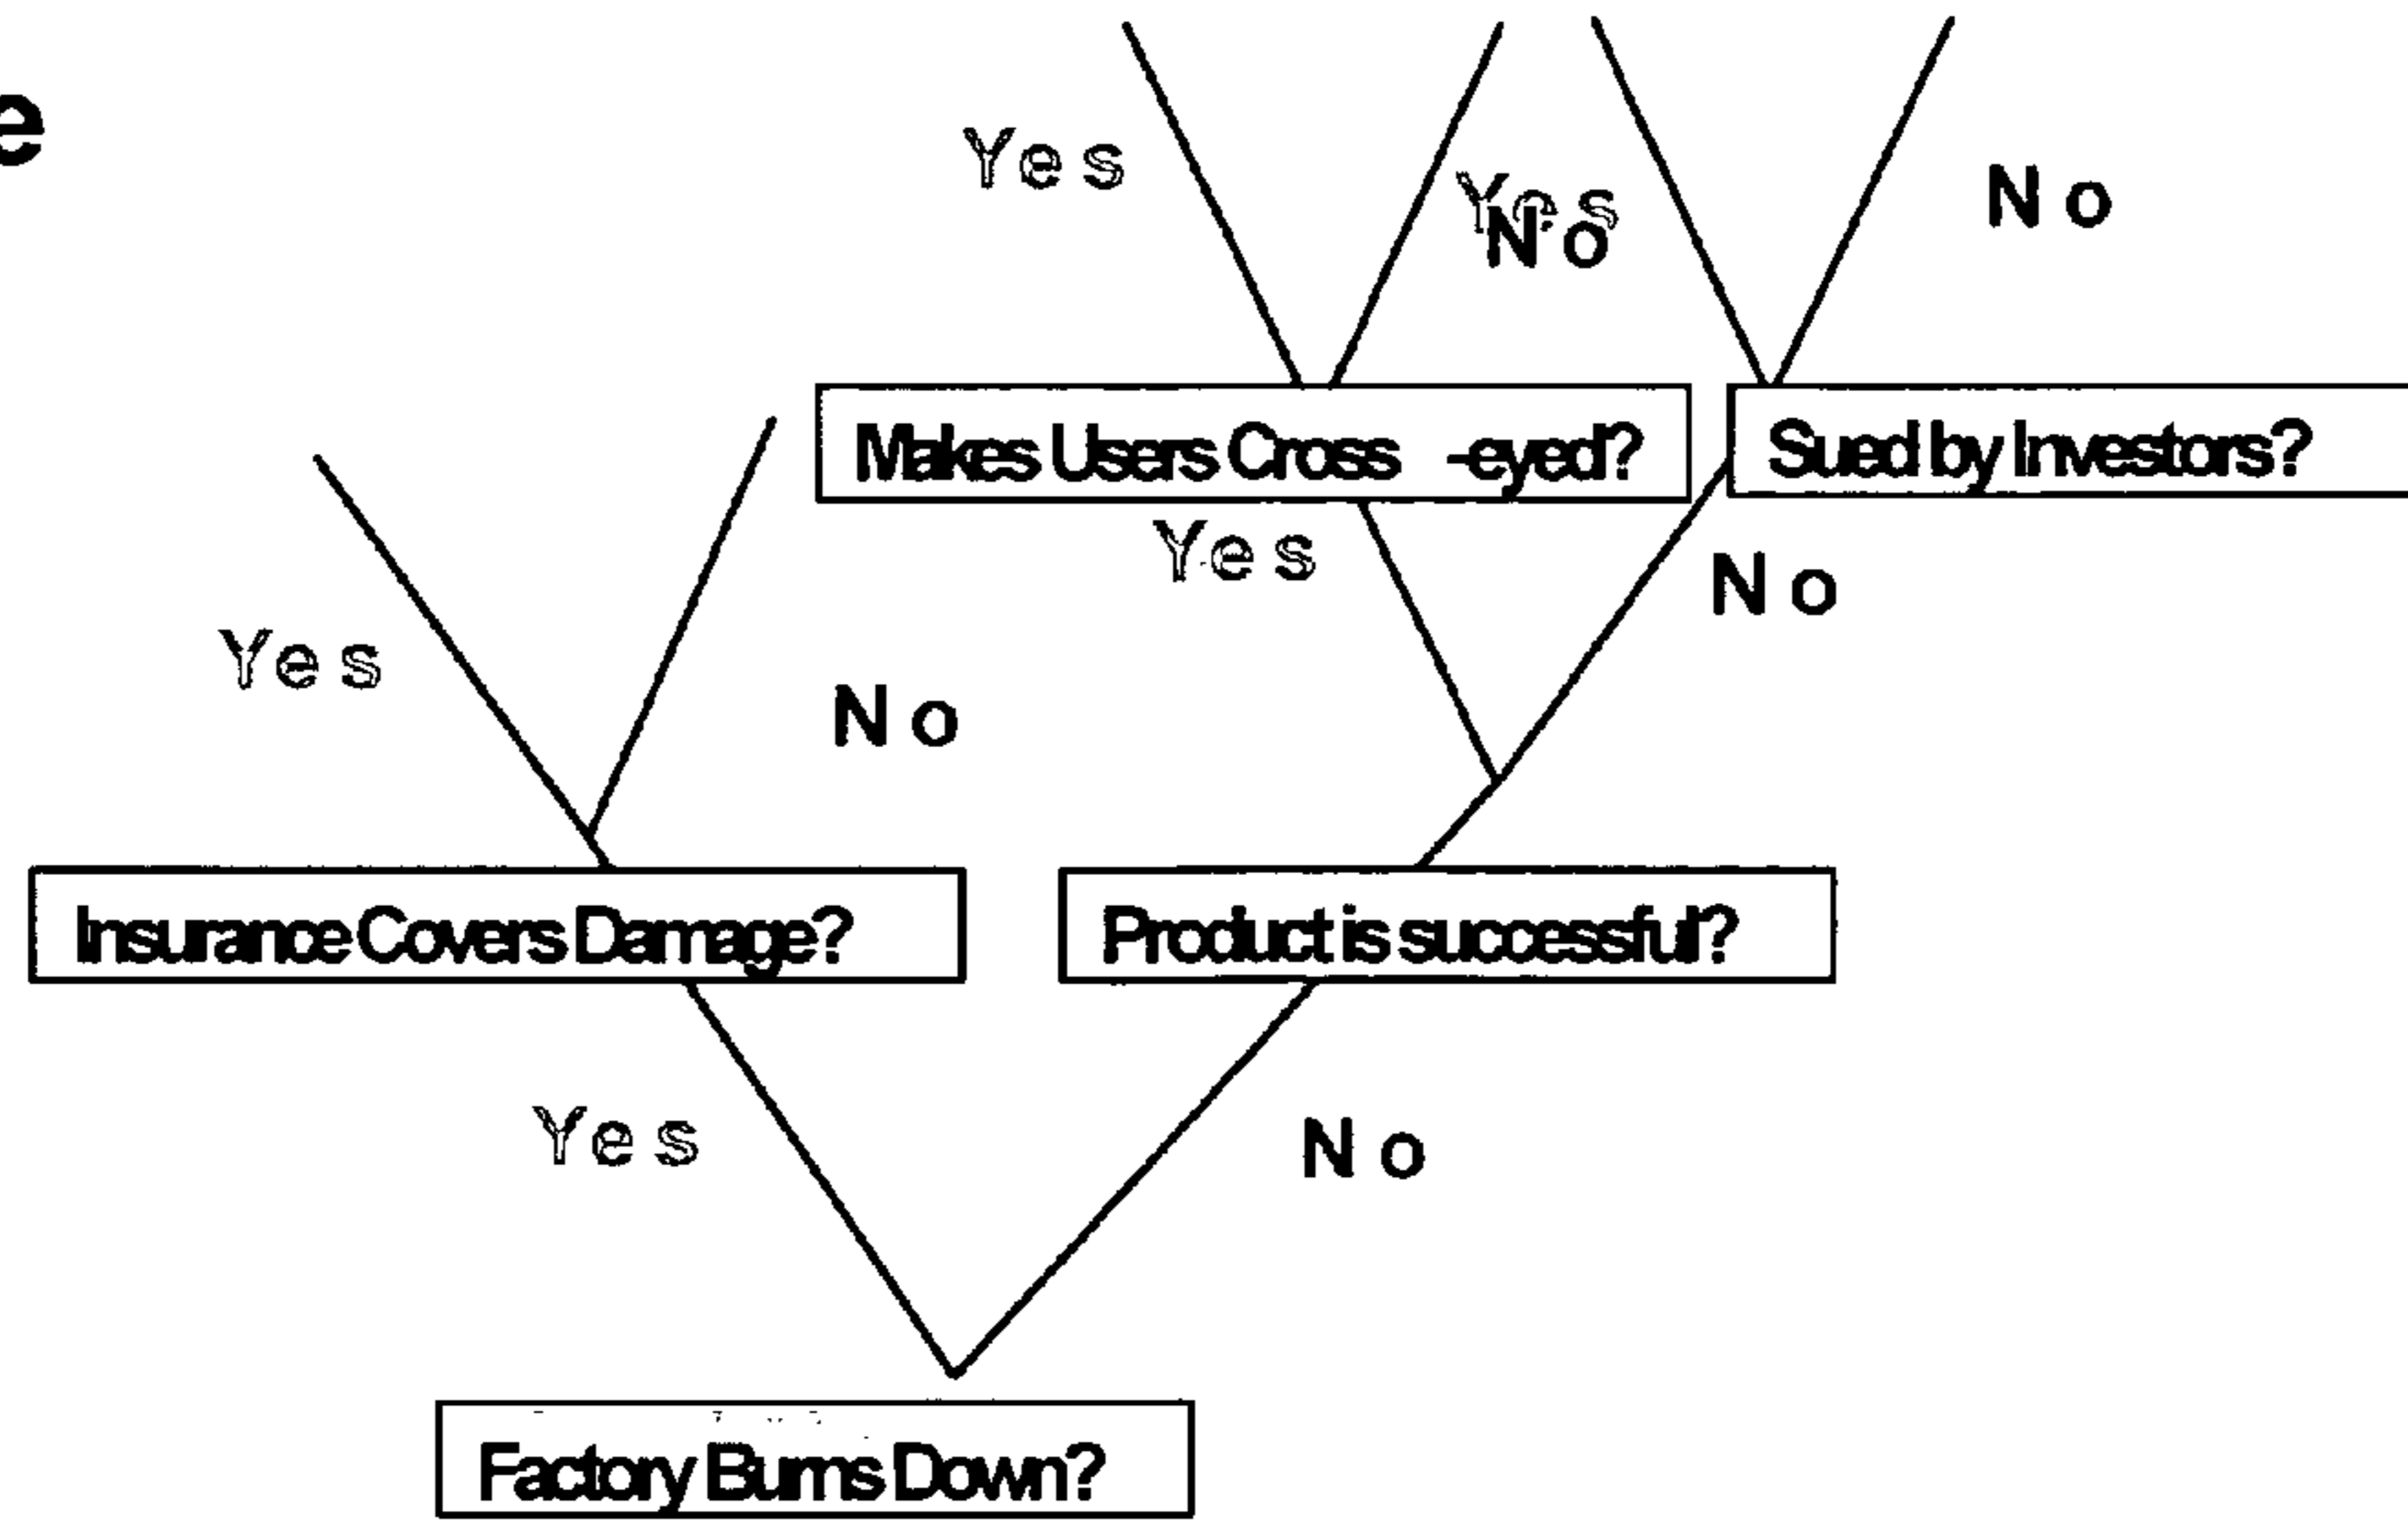 e
Yes
Yes
No
No
Makes Users Cross -eyed?
Sued by Investors?
Yes
No
Yes
No
Insurance Covers Damage?
Product is successful?
Yes
No
Factory Burns Down?